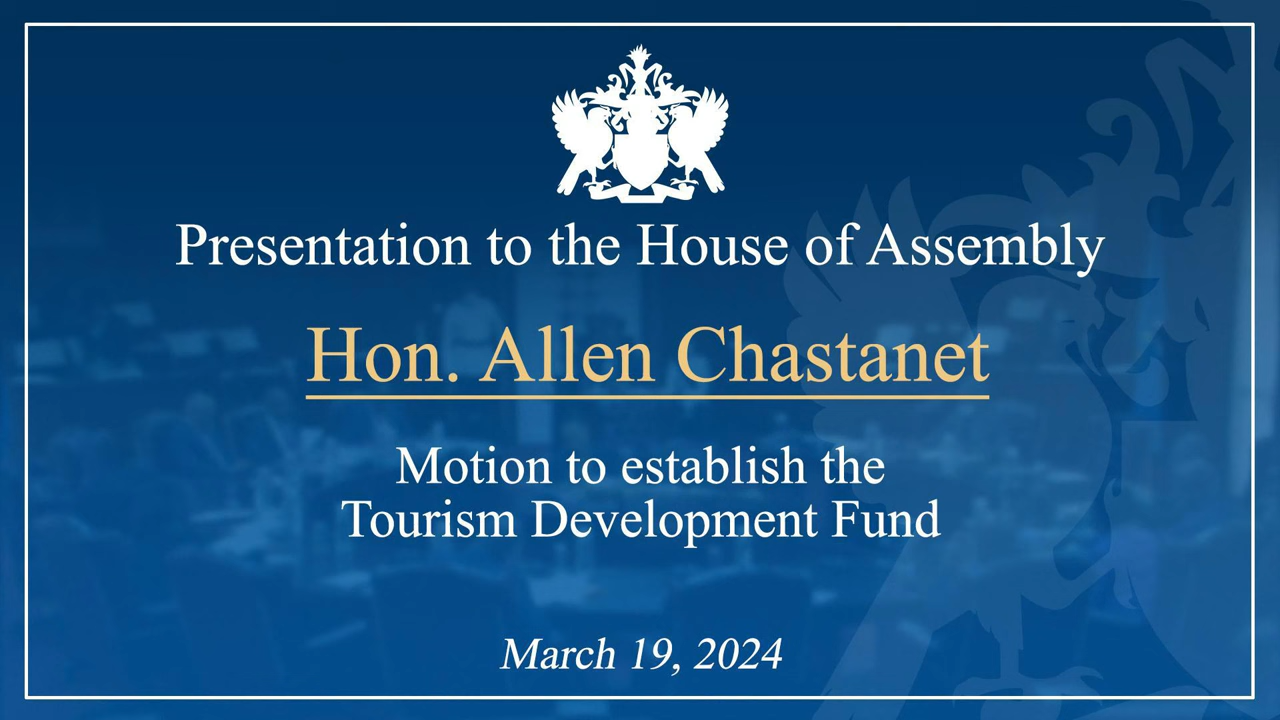 Presentation to the House of Assembly
Hon. Allen Chastanet
Motion to establish the
Tourism Development Fund
March 19, 2024